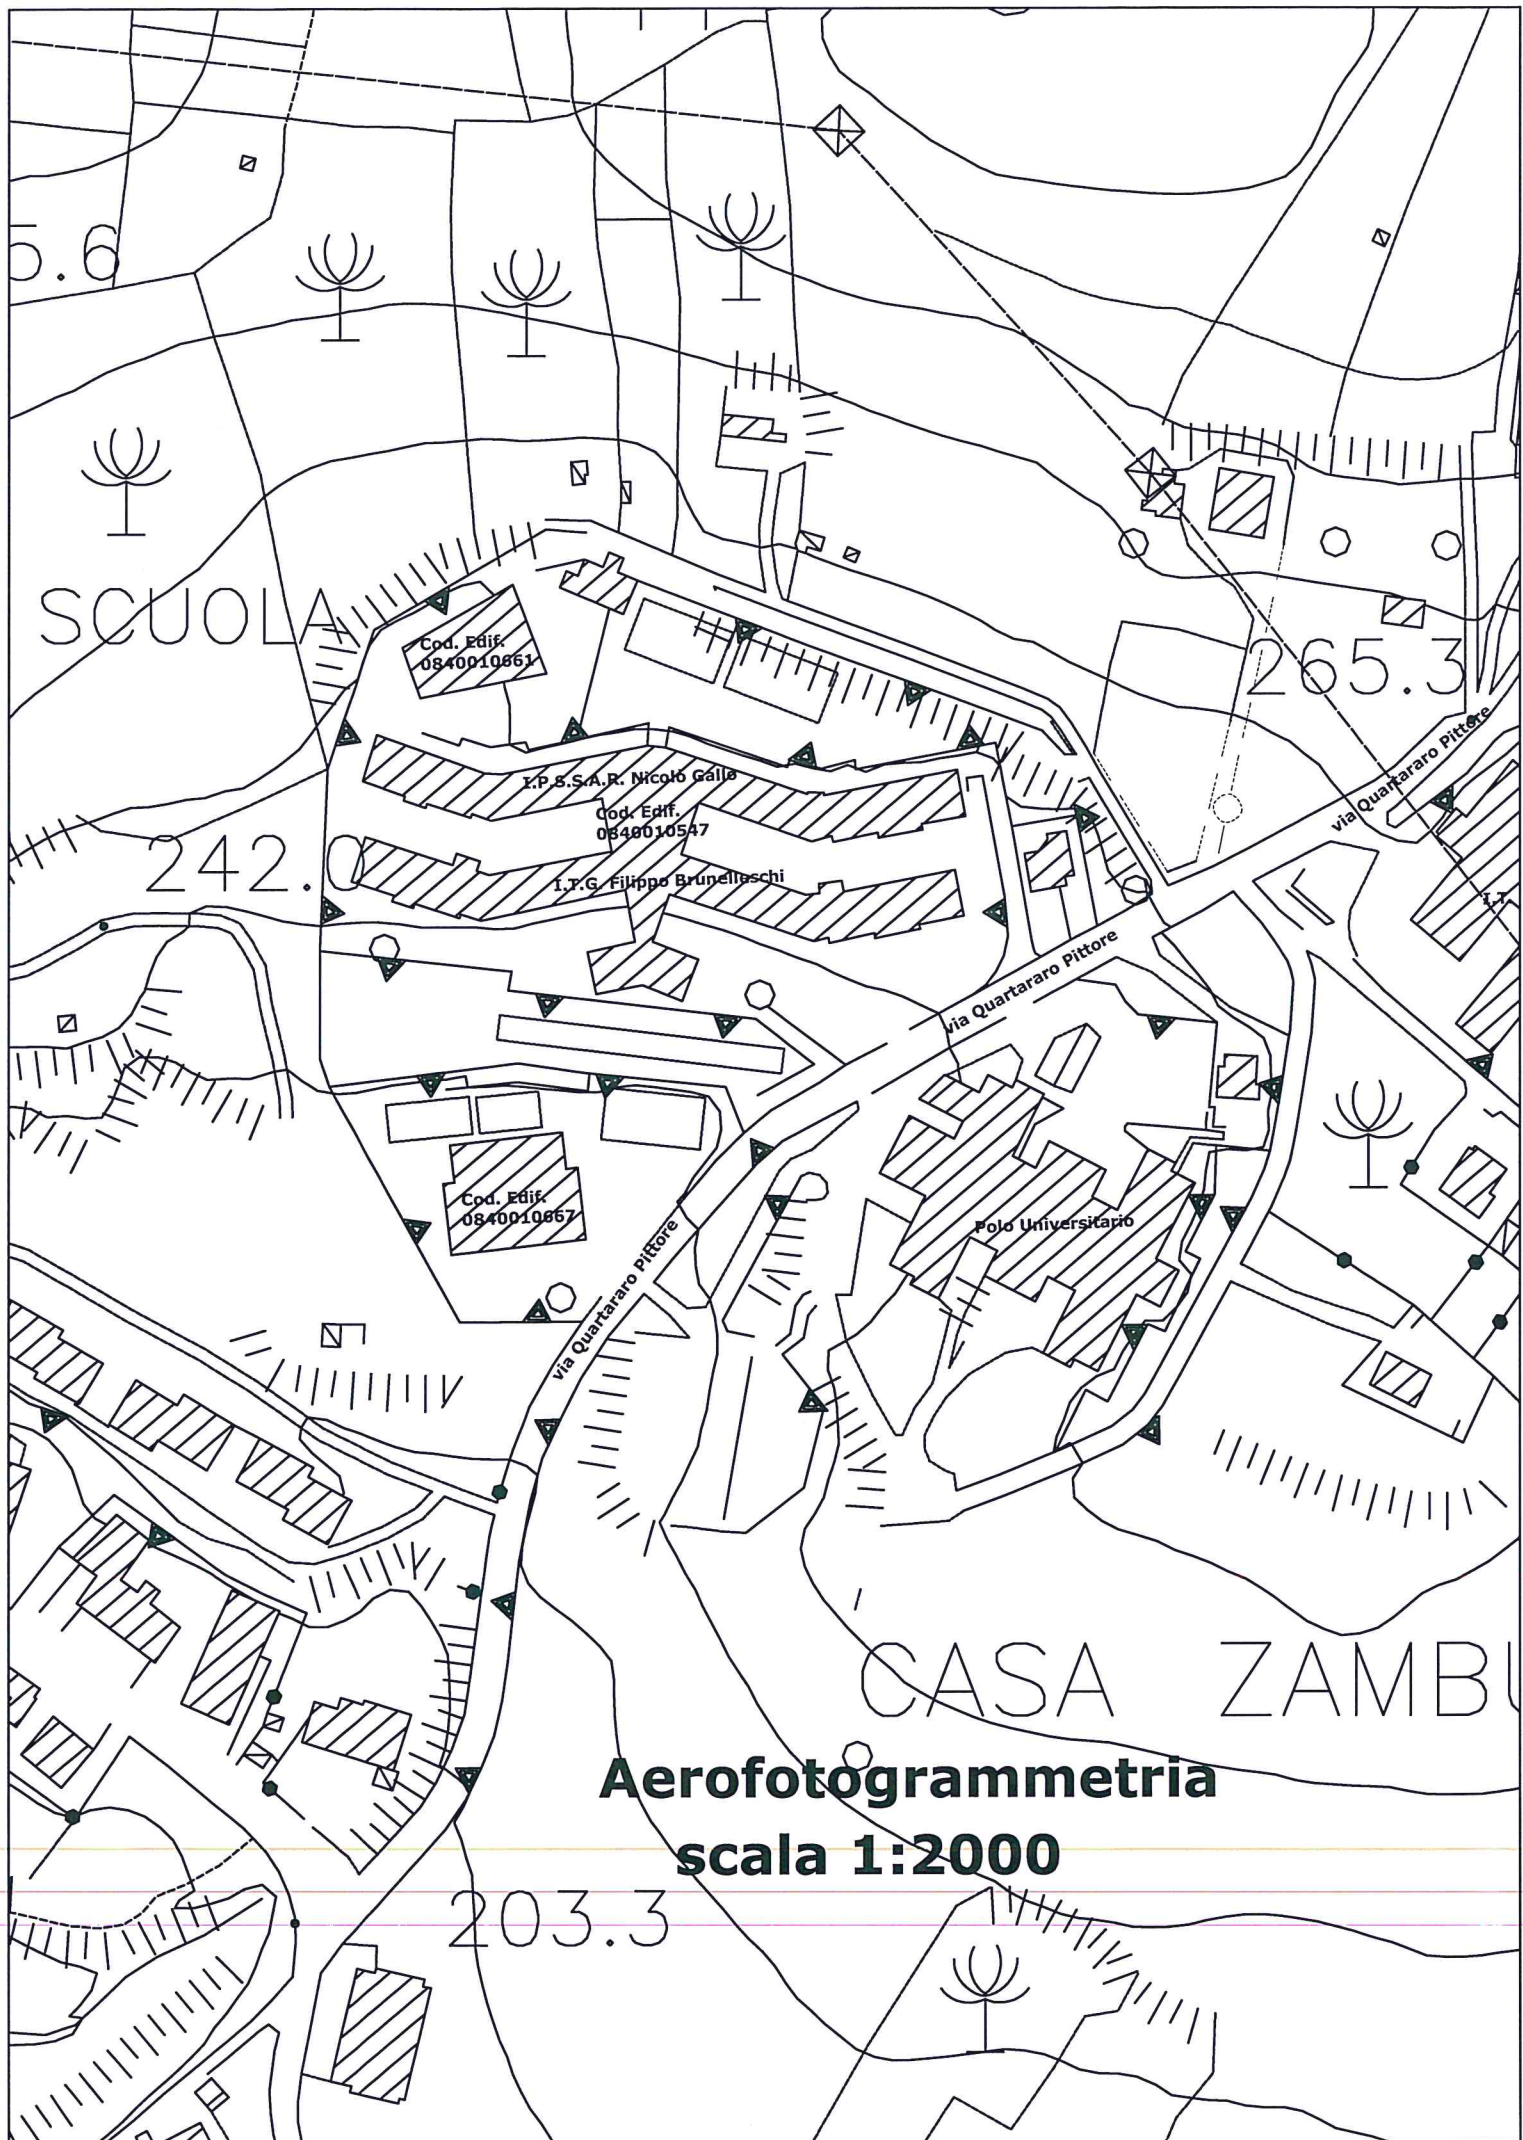 5.6
SCUOLA
Cod. Edif.
0840010661
265.3
via Quartararo Pittore
I.P.S.S.A.R. Nicolò Gallo
Cod. Edif.
0840010547
242.0
I.T.G. Filippo Brunelleschi
I.T
via Quartararo Pittore
Cod. Edif.
0840010667
Polo Universitario
via Quartararo Pittore
CASA ZAMBU
Aerofotogrammetria
scala 1:2000
203.3